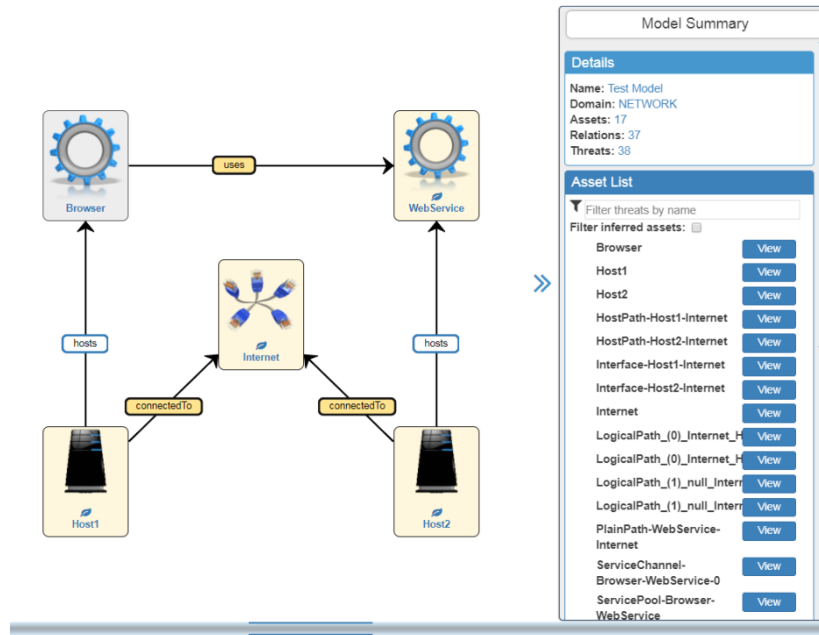 Model Summary
Details
Name: Test Model
Domain: NETWORK
Assets: 17
Relations: 37
Threats: 38
Asset List
Filter threats by name
Filter inferred assets:
Browser View
Host1 View
Host2 View
HostPath-Host1-Internet View
HostPath-Host2-Internet View
Interface-Host1-Internet View
Interface-Host2-Internet View
Internet View
LogicalPath_(0)_Internet_H View
LogicalPath_(0)_Internet_H View
LogicalPath_(1)_null_Intern View
LogicalPath_(1)_null_Intern View
PlainPath-WebService- View
Internet
ServiceChannel- View
Browser-WebService-0
ServicePool-Browser- View
WebService
uses
Browser
WebService
hosts
Internet
hosts
connectedTo
connectedTo
Host1
Host2